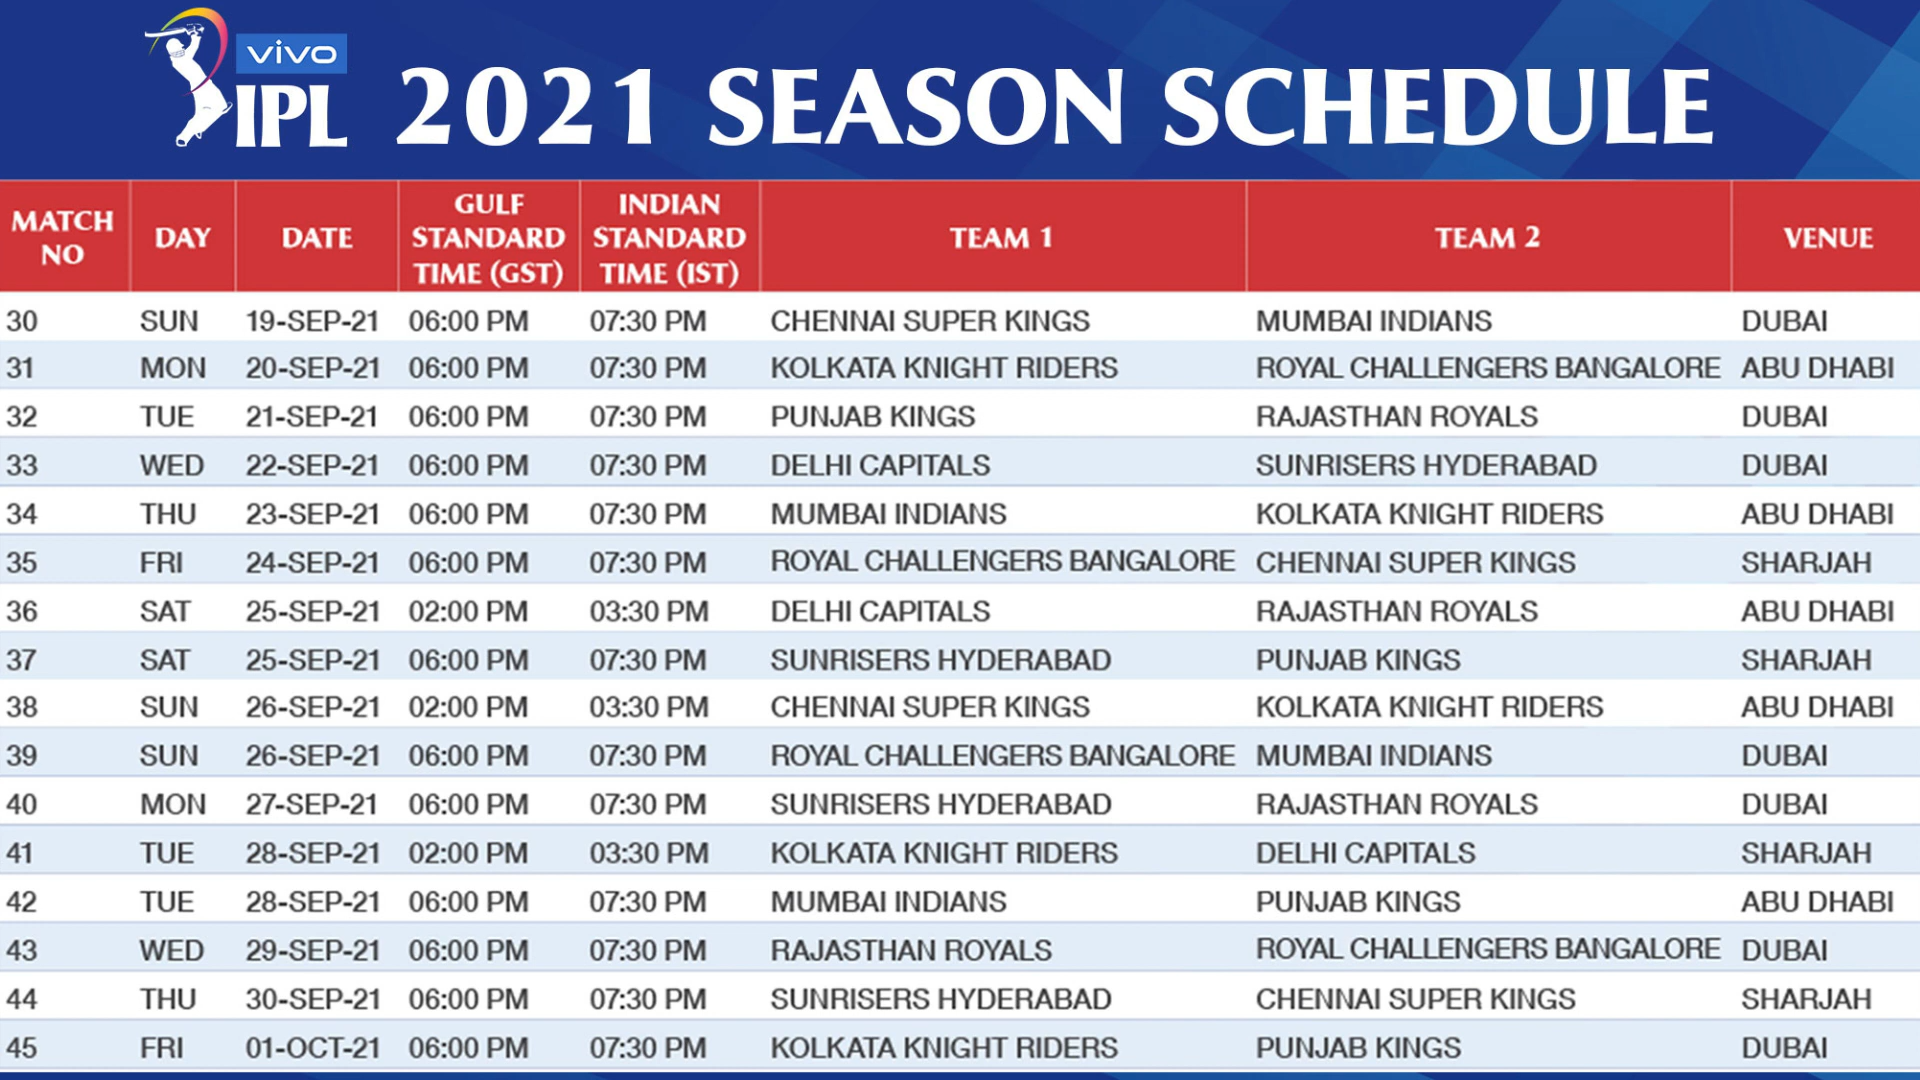 vivo
IPL 2021 SEASON SCHEDULE
MATCH NO DAY DATE GULF STANDARD TIME (GST) INDIAN STANDARD TIME (IST) TEAM 1 TEAM 2 VENUE
30 SUN 19-SEP-21 06:00 PM 07:30 PM CHENNAI SUPER KINGS MUMBAI INDIANS DUBAI
31 MON 20-SEP-21 06:00 PM 07:30 PM KOLKATA KNIGHT RIDERS ROYAL CHALLENGERS BANGALORE ABU DHABI
32 TUE 21-SEP-21 06:00 PM 07:30 PM PUNJAB KINGS RAJASTHAN ROYALS DUBAI
33 WED 22-SEP-21 06:00 PM 07:30 PM DELHI CAPITALS SUNRISERS HYDERABAD DUBAI
34 THU 23-SEP-21 06:00 PM 07:30 PM MUMBAI INDIANS KOLKATA KNIGHT RIDERS ABU DHABI
35 FRI 24-SEP-21 06:00 PM 07:30 PM ROYAL CHALLENGERS BANGALORE CHENNAI SUPER KINGS SHARJAH
36 SAT 25-SEP-21 02:00 PM 03:30 PM DELHI CAPITALS RAJASTHAN ROYALS ABU DHABI
37 SAT 25-SEP-21 06:00 PM 07:30 PM SUNRISERS HYDERABAD PUNJAB KINGS SHARJAH
38 SUN 26-SEP-21 02:00 PM 03:30 PM CHENNAI SUPER KINGS KOLKATA KNIGHT RIDERS ABU DHABI
39 SUN 26-SEP-21 06:00 PM 07:30 PM ROYAL CHALLENGERS BANGALORE MUMBAI INDIANS DUBAI
40 MON 27-SEP-21 06:00 PM 07:30 PM SUNRISERS HYDERABAD RAJASTHAN ROYALS DUBAI
41 TUE 28-SEP-21 02:00 PM 03:30 PM KOLKATA KNIGHT RIDERS DELHI CAPITALS SHARJAH
42 TUE 28-SEP-21 06:00 PM 07:30 PM MUMBAI INDIANS PUNJAB KINGS ABU DHABI
43 WED 29-SEP-21 06:00 PM 07:30 PM RAJASTHAN ROYALS ROYAL CHALLENGERS BANGALORE DUBAI
44 THU 30-SEP-21 06:00 PM 07:30 PM SUNRISERS HYDERABAD CHENNAI SUPER KINGS SHARJAH
45 FRI 01-OCT-21 06:00 PM 07:30 PM KOLKATA KNIGHT RIDERS PUNJAB KINGS DUBAI